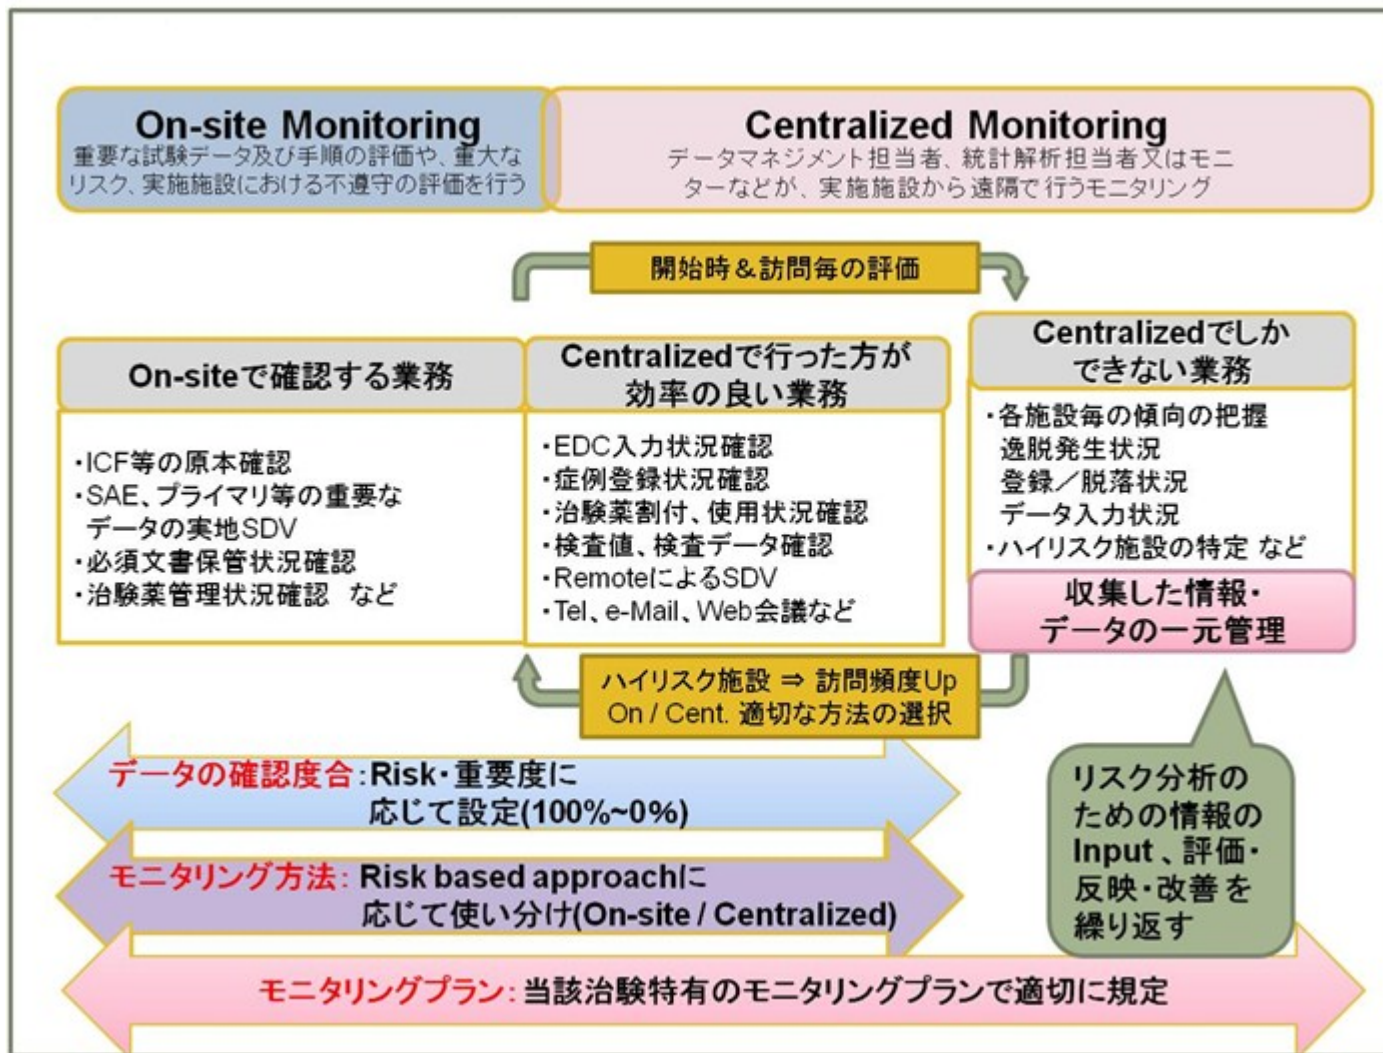 On-site Monitoring
重要な試験データ及び手順の評価や、重大な
リスク、実施施設における不遵守の評価を行う
Centralized Monitoring
データマネジメント担当者、統計解析担当者又はモニ
ターなどが、実施施設から遠隔で行うモニタリング
開始時＆訪問毎の評価
On-siteで確認する業務
・ICF等の原本確認
・SAE、プライマリ等の重要な
データの実地SDV
・必須文書保管状況確認
・治験薬管理状況確認 など
Centralizedで行った方が
効率の良い業務
・EDC入力状況確認
・症例登録状況確認
・治験薬割付、使用状況確認
・検査値、検査データ確認
・RemoteによるSDV
・Tel、e-Mail、Web会議など
Centralizedでしか
できない業務
・各施設毎の傾向の把握
逸脱発生状況
登録／脱落状況
データ入力状況
・ハイリスク施設の特定 など
収集した情報・
データの一元管理
ハイリスク施設 ⇒ 訪問頻度Up
On / Cent. 適切な方法の選択
データの確認度合：Risk・重要度に
応じて設定(100%~0%)
モニタリング方法：Risk based approachに
応じて使い分け(On-site / Centralized)
リスク分析の
ための情報の
Input 、評価・
反映・改善を
繰り返す
モニタリングプラン：当該治験特有のモニタリングプランで適切に規定